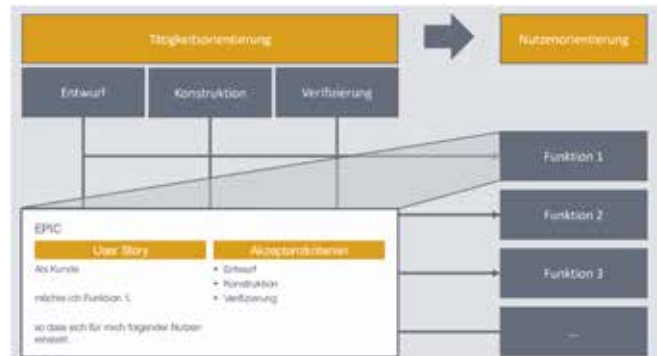 Tätigkeitsorientierung
Nutzenorientierung
Entwurf
Konstruktion
Verifizierung
Funktion 1
Funktion 2
Funktion 3
...
EPIC
User Story
Akzeptanzkriterien
Als Kunde
möchte ich Funktion 1,
so dass sich für mich folgender Nutzen
einstellt.
• Entwurf
• Konstruktion
• Verifizierung